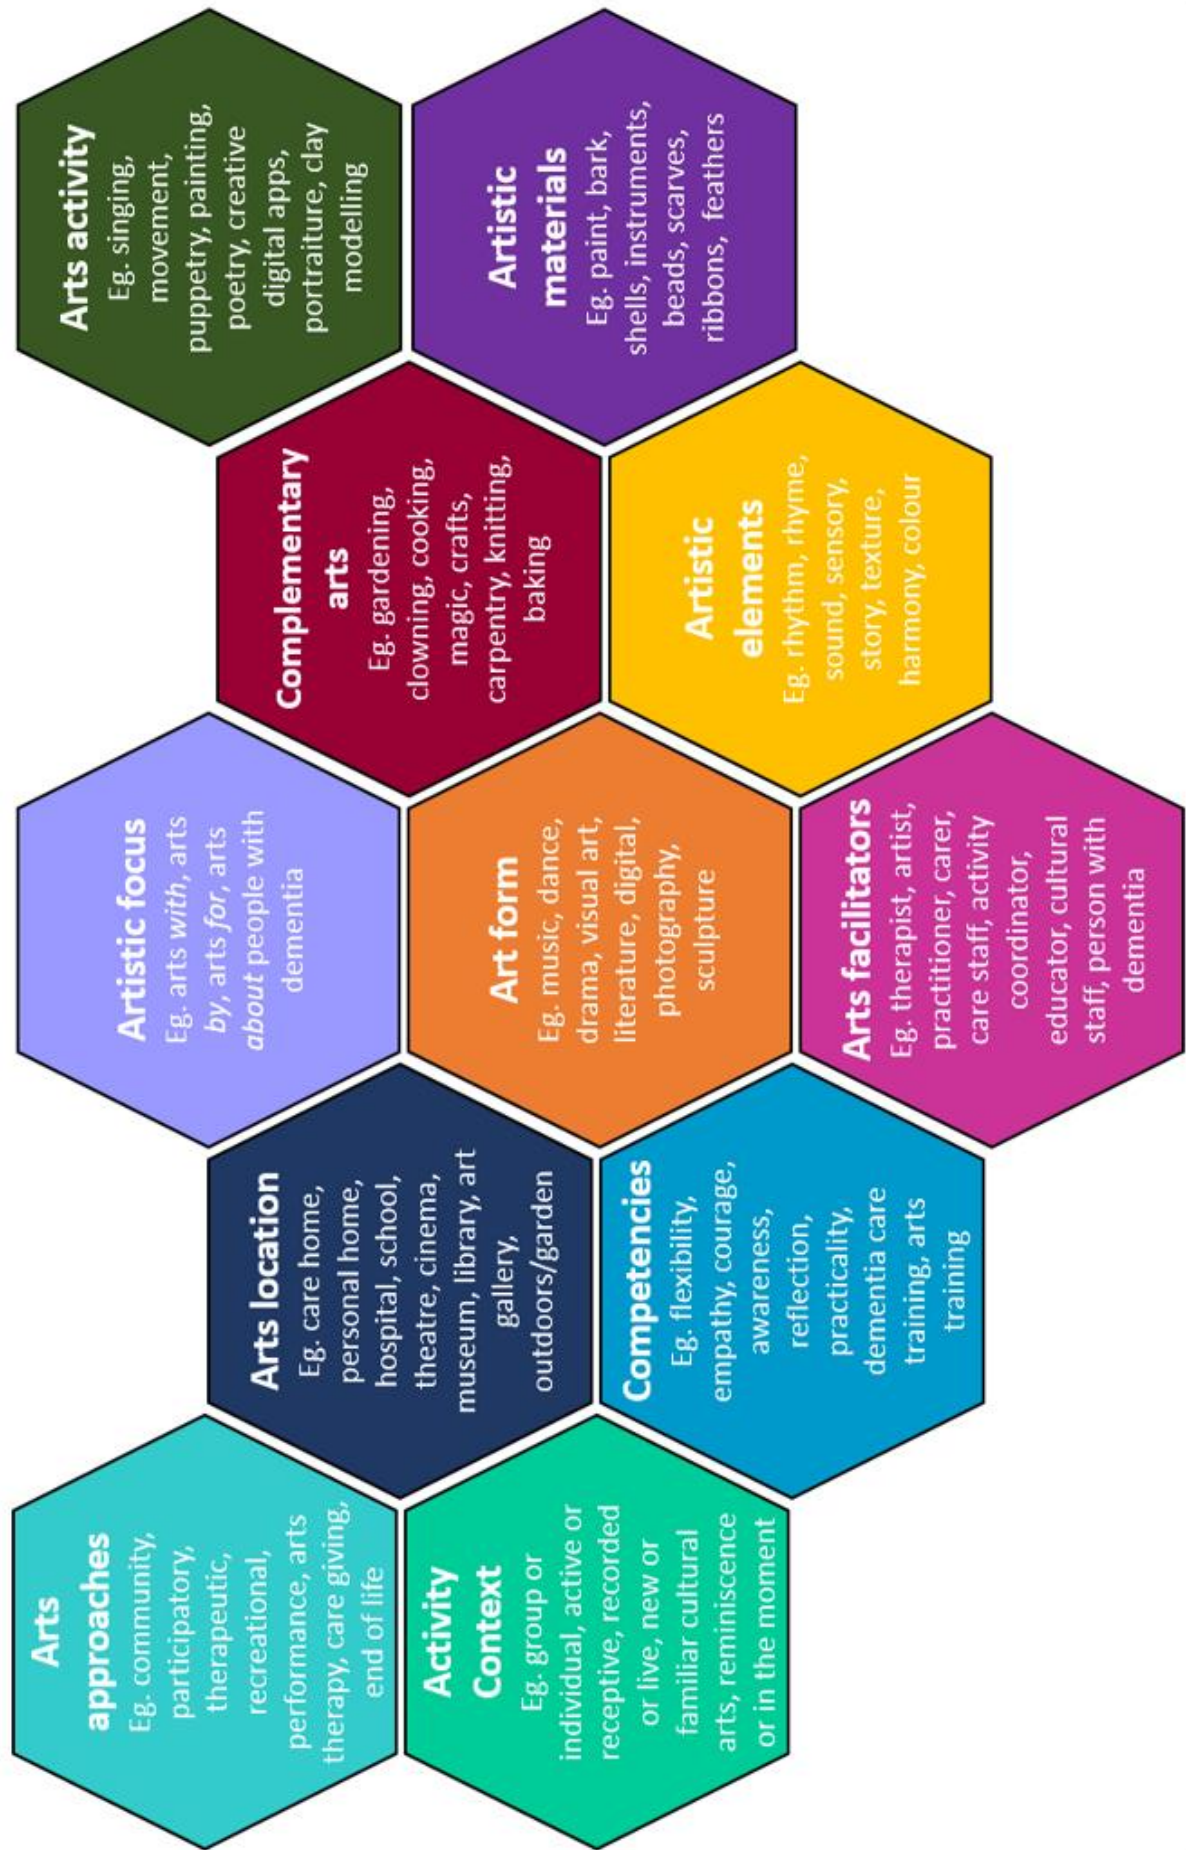 Arts
approaches
Eg. community,
participatory,
therapeutic,
recreational,
performance, arts
therapy, care giving,
end of life
Activity
Context
Eg. group or
individual, active or
receptive, recorded
or live, new or
familiar cultural
arts, reminiscence
or in the moment
Arts location
Eg. care home,
personal home,
hospital, school,
theatre, cinema,
museum, library, art
gallery,
outdoors/garden
Competencies
Eg. flexibility,
empathy, courage,
awareness,
reflection,
practicality,
dementia care
training, arts
training
Artistic focus
Eg. arts with, arts
by, arts for, arts
about people with
dementia
Art form
Eg. music, dance,
drama, visual art,
literature, digital,
photography,
sculpture
Arts facilitators
Eg. therapist, artist,
practitioner, carer,
care staff, activity
coordinator,
educator, cultural
staff, person with
dementia
Complementary
arts
Eg. gardening,
clowning, cooking,
magic, crafts,
carpentry, knitting,
baking
Artistic
elements
Eg. rhythm, rhyme,
sound, sensory,
story, texture,
harmony, colour
Arts activity
Eg. singing,
movement,
puppetry, painting,
poetry, creative
digital apps,
portraiture, clay
modelling
Artistic
materials
Eg. paint, bark,
shells, instruments,
beads, scarves,
ribbons, feathers